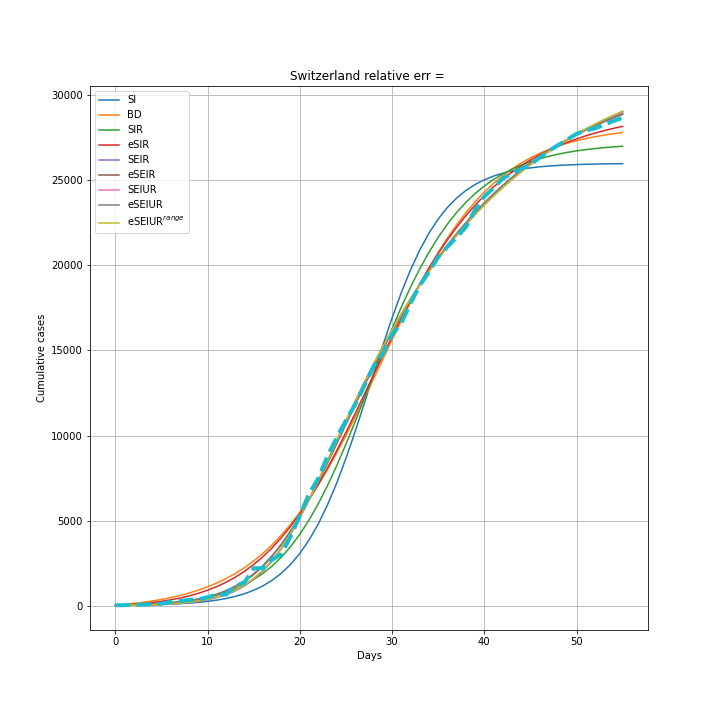 Switzerland relative err =
SI
BD
SIR
eSIR
SEIR
eSEIR
SEIUR
eSEIUR
eSEIUR^range
30000
25000
20000
15000
10000
5000
0
Cumulative cases
0 10 20 30 40 50
Days